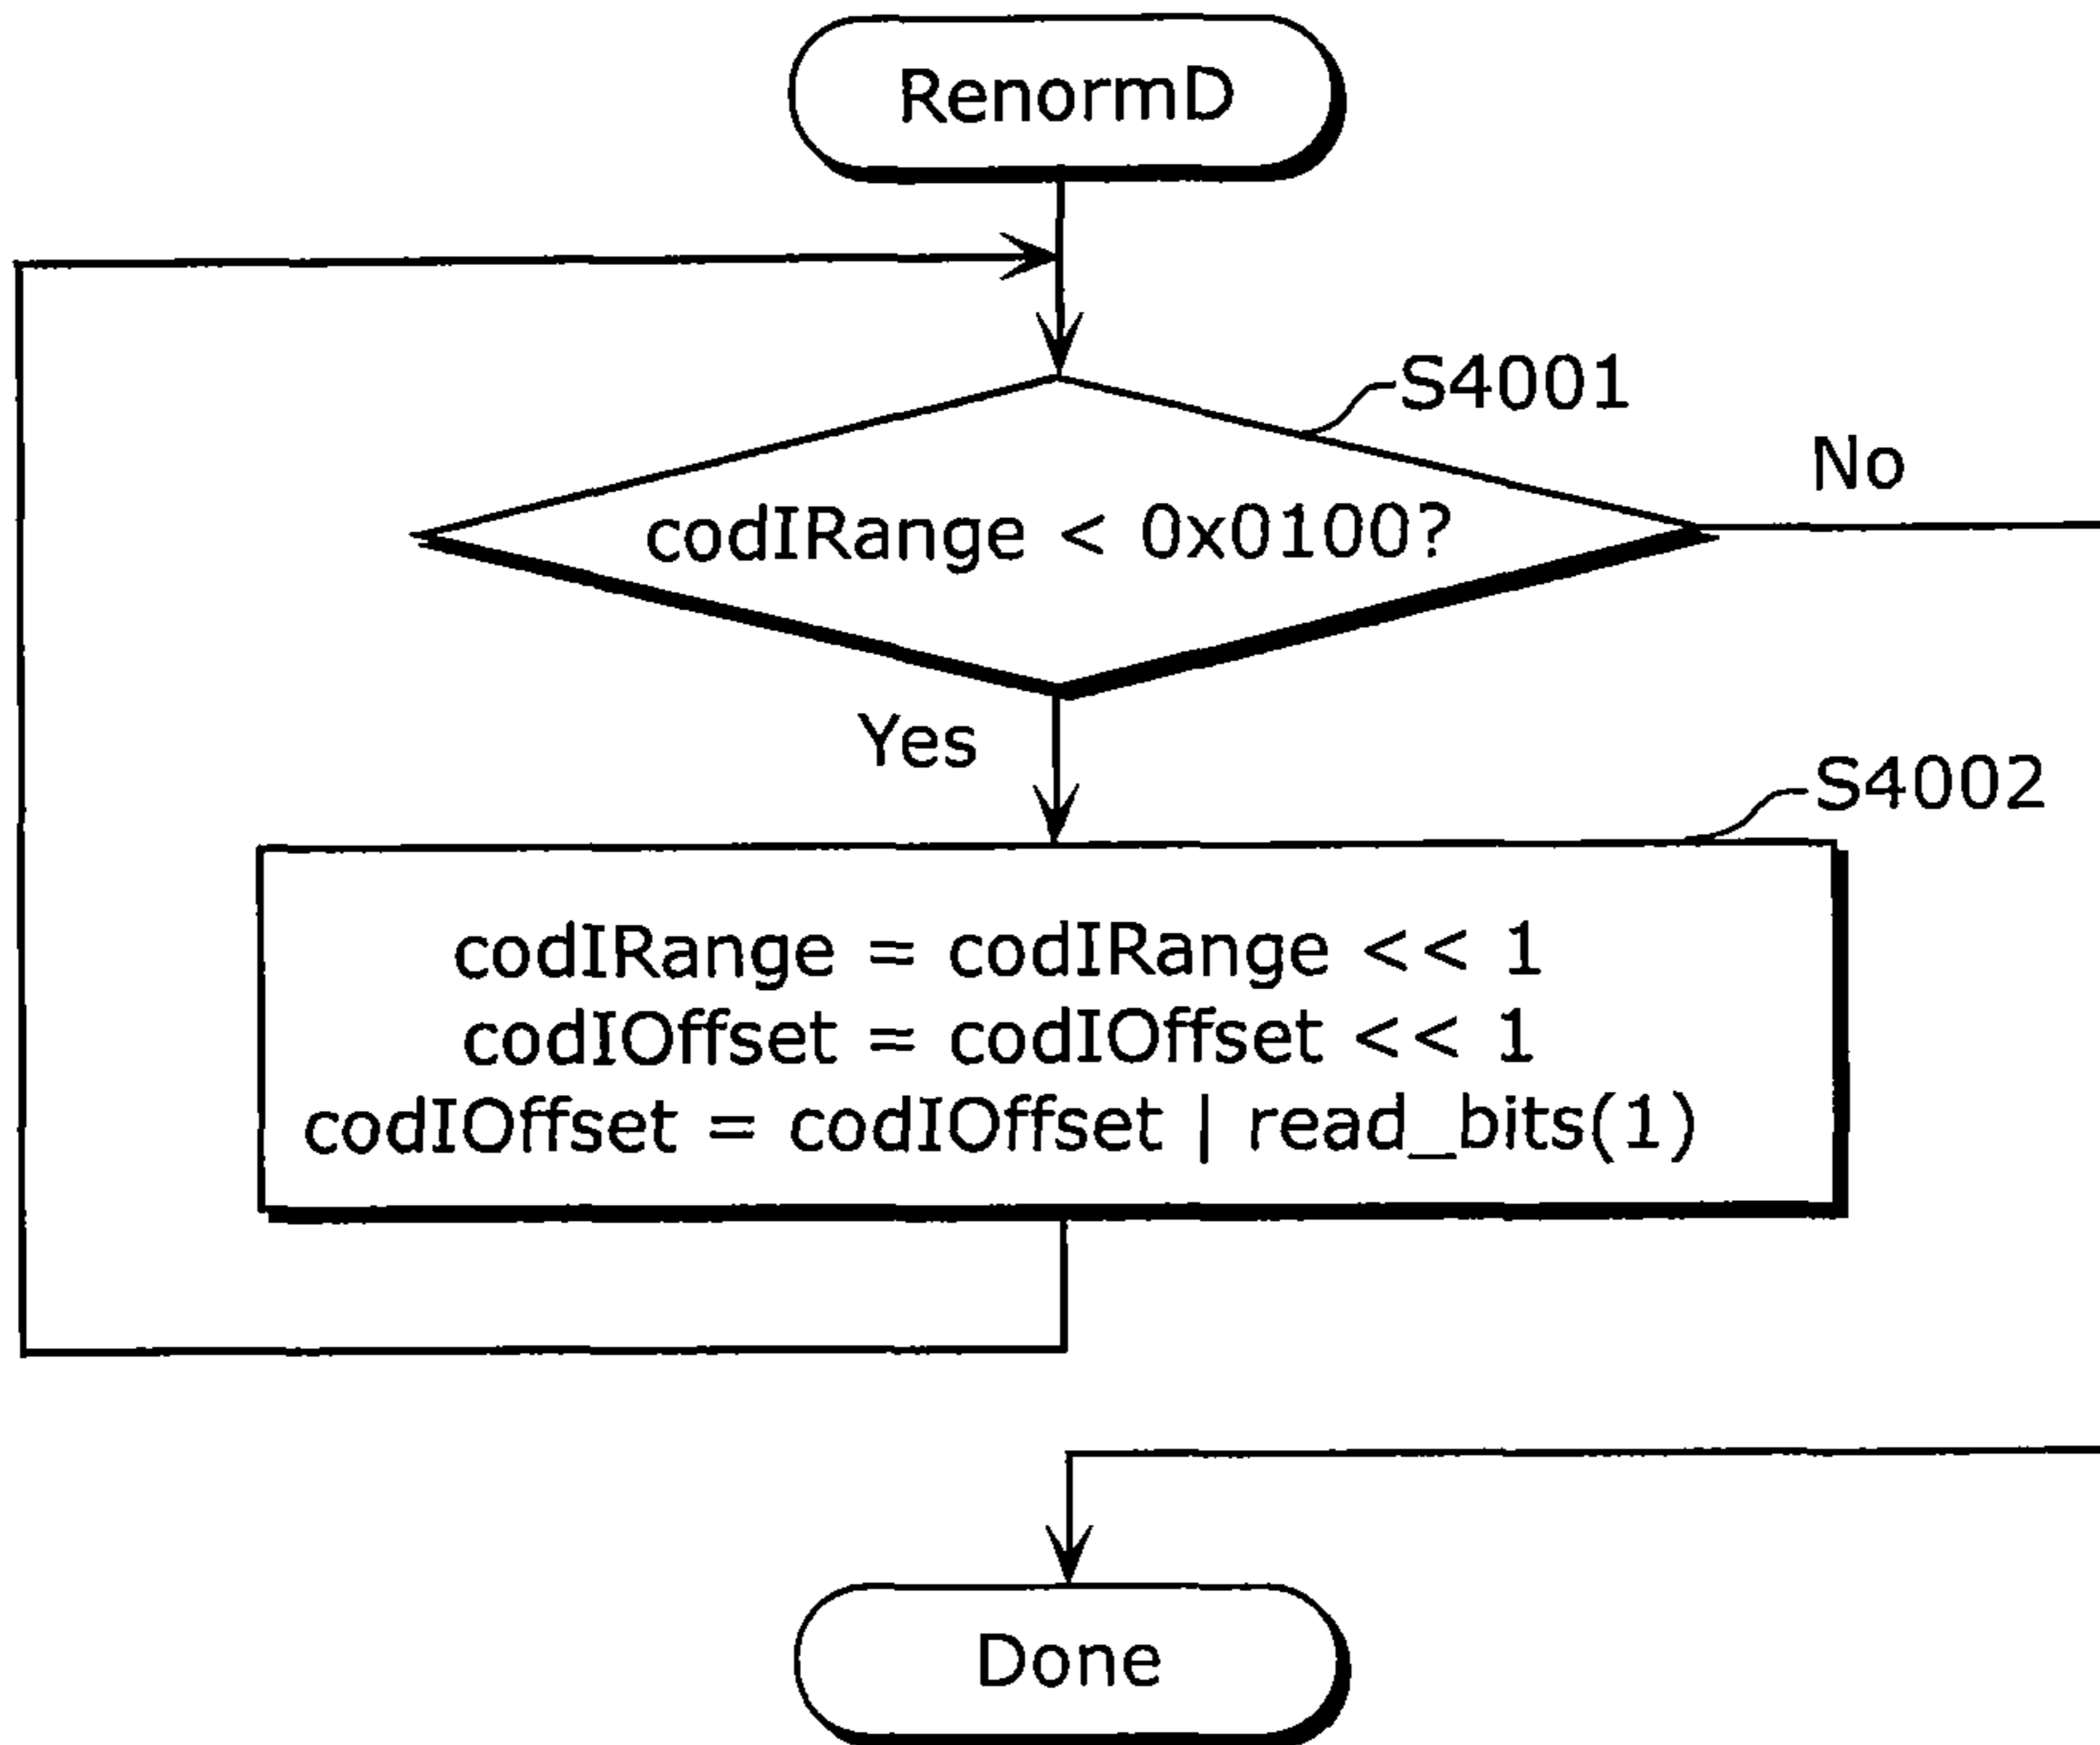 RenormD
S4001
No
codIRange < 0x0100?
Yes
S4002
codIRange = codIRange << 1
codIOffset = codIOffset << 1
codIOffset = codIOffset | read_bits(1)
Done